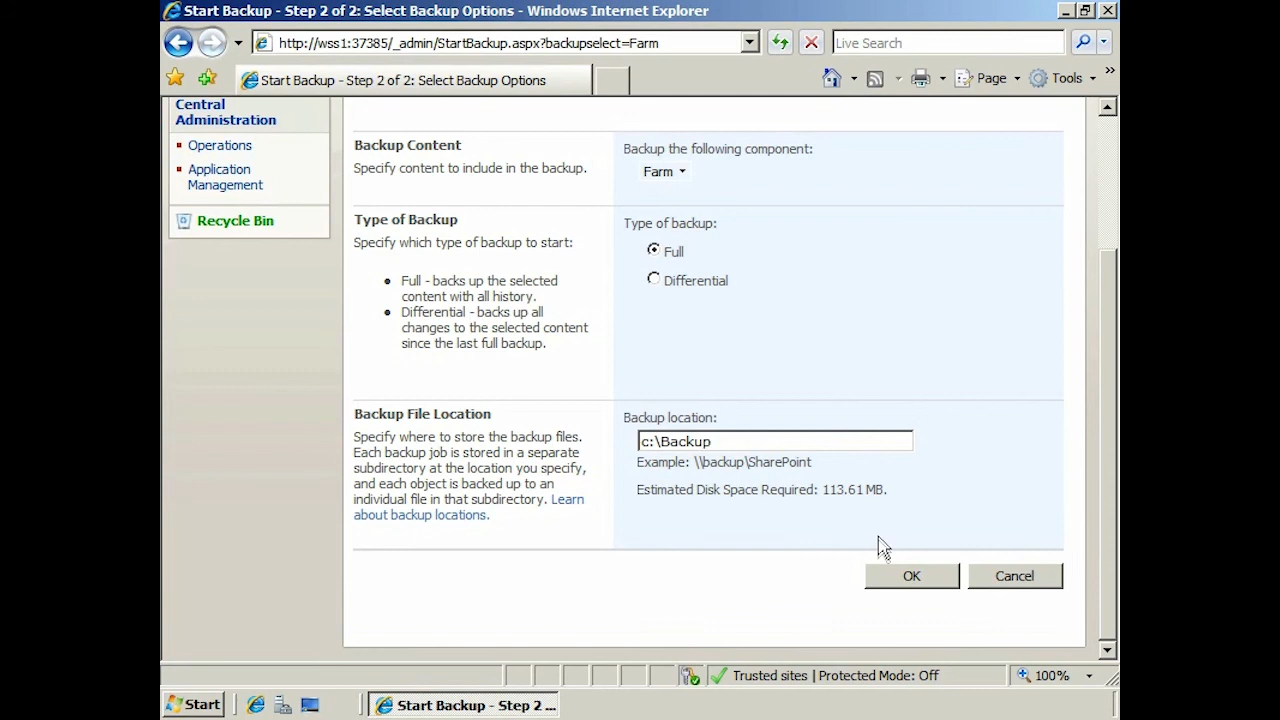 Start Backup - Step 2 of 2: Select Backup Options - Windows Internet Explorer
http://wss1:37385/_admin/StartBackup.aspx?backupselect=Farm
Live Search
Start Backup - Step 2 of 2: Select Backup Options
Page
Tools
Central
Administration
Operations
Application
Management
Recycle Bin
Backup Content
Specify content to include in the backup.
Backup the following component:
Farm
Type of Backup
Specify which type of backup to start:
Full - backs up the selected
content with all history.
Differential - backs up all
changes to the selected content
since the last full backup.
Type of backup:
Full
Differential
Backup File Location
Specify where to store the backup files.
Each backup job is stored in a separate
subdirectory at the location you specify,
and each object is backed up to an
individual file in that subdirectory. Learn
about backup locations.
Backup location:
c:\Backup
Example: \\backup\SharePoint
Estimated Disk Space Required: 113.61 MB.
OK
Cancel
Trusted sites | Protected Mode: Off
100%
Start
Start Backup - Step 2 ...